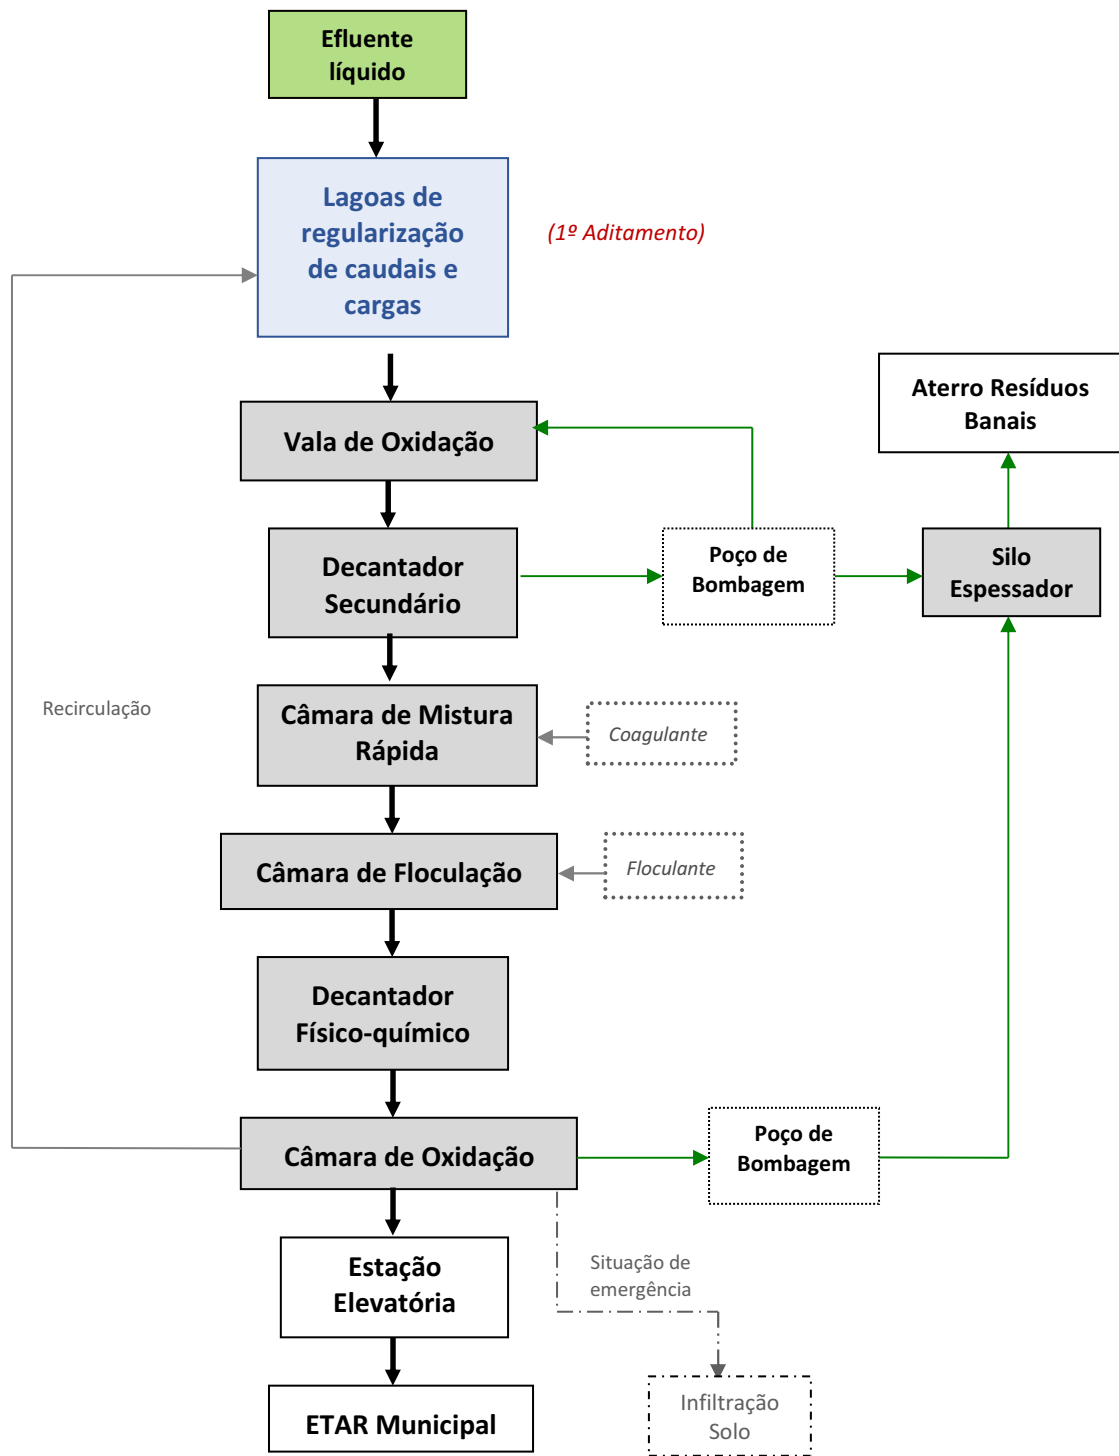 Efluente
líquido
Lagoas de
regularização
de caudais e
cargas
(1º Aditamento)
Aterro Resíduos
Banais
Vala de Oxidação
Decantador
Secundário
Poço de
Bombagem
Silo
Espessador
Recirculação
Câmara de Mistura
Rápida
Coagulante
Câmara de Floculação
Floculante
Decantador
Físico-químico
Câmara de Oxidação
Poço de
Bombagem
Estação
Elevatória
Situação de
emergência
ETAR Municipal
Infiltração
Solo